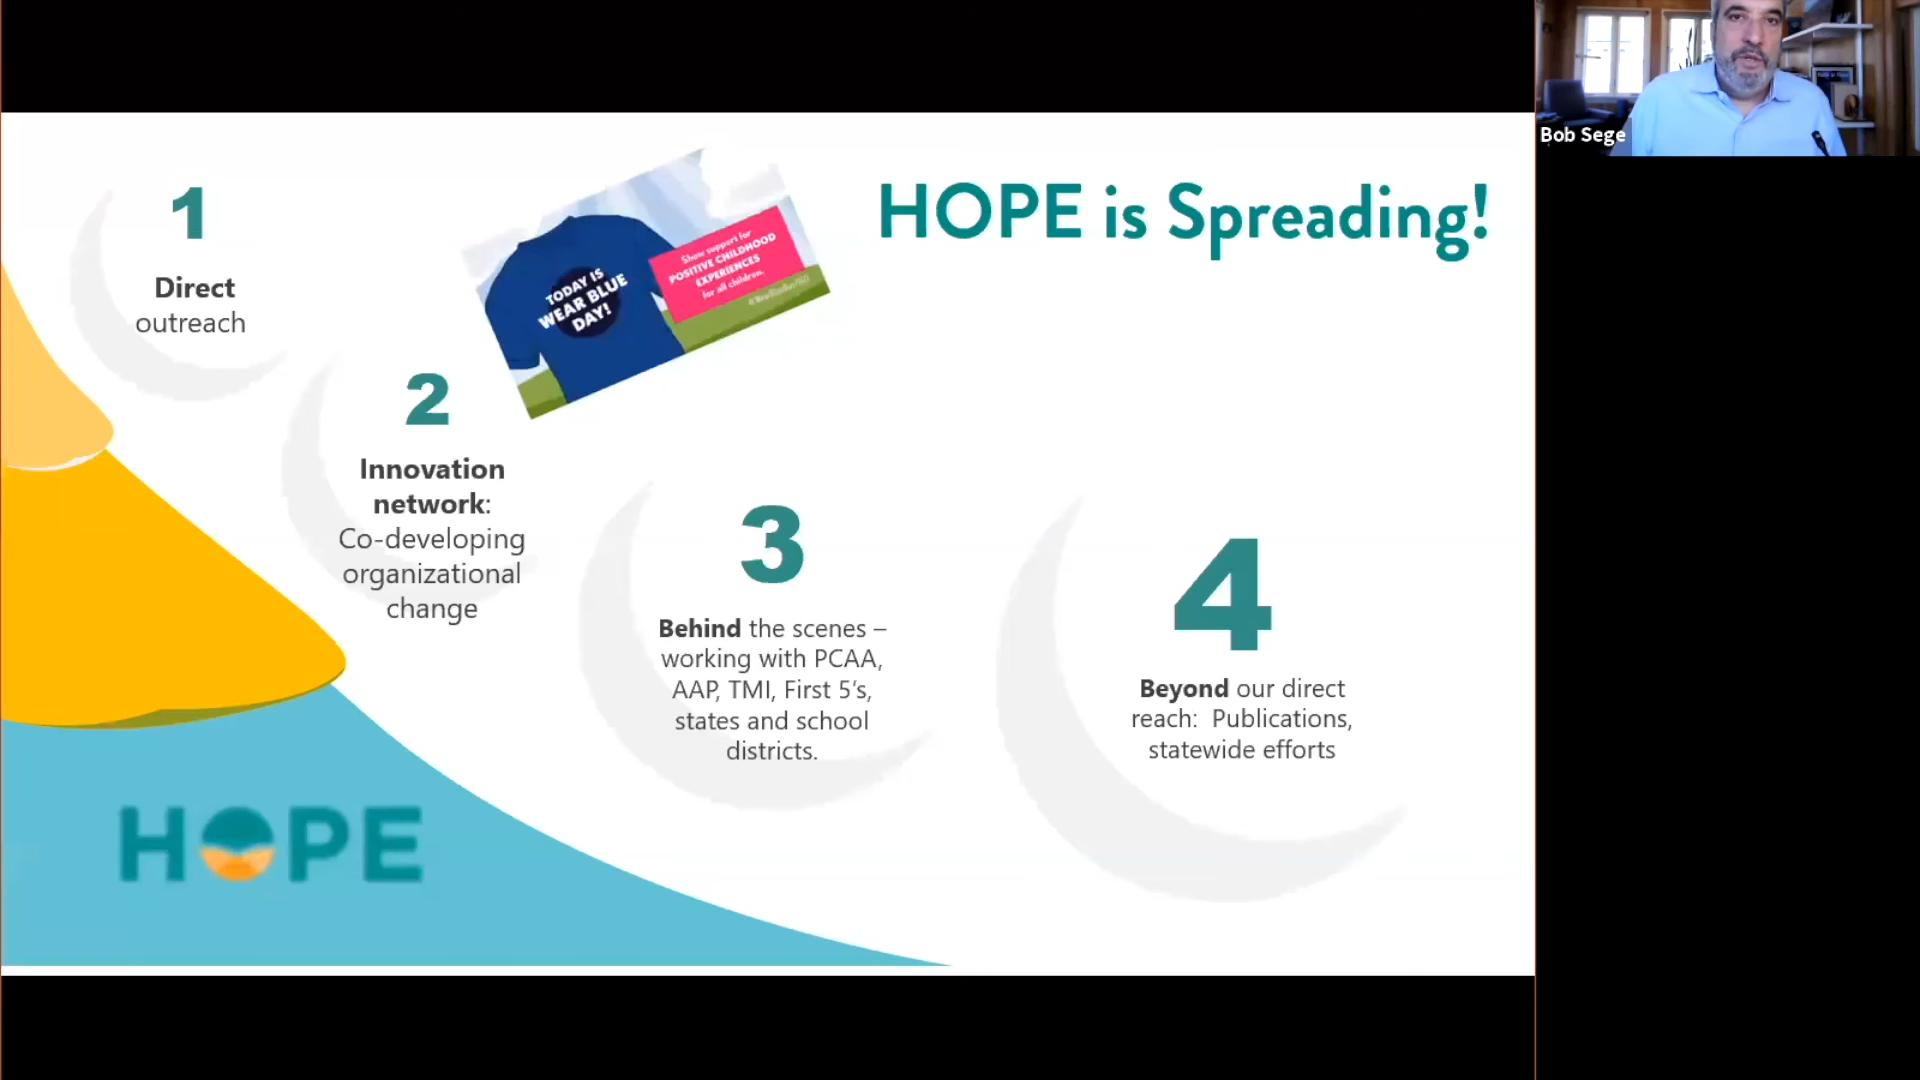 HOPE is Spreading!
1
Direct
outreach
TODAY IS
WEAR BLUE
DAY!
Show support for
POSITIVE CHILDHOOD
EXPERIENCES
for all children.
2
Innovation
network:
Co-developing
organizational
change
3
Behind the scenes –
working with PCAA,
AAP, TMI, First 5’s,
states and school
districts.
4
Beyond our direct
reach: Publications,
statewide efforts
HOPE
Bob Sege